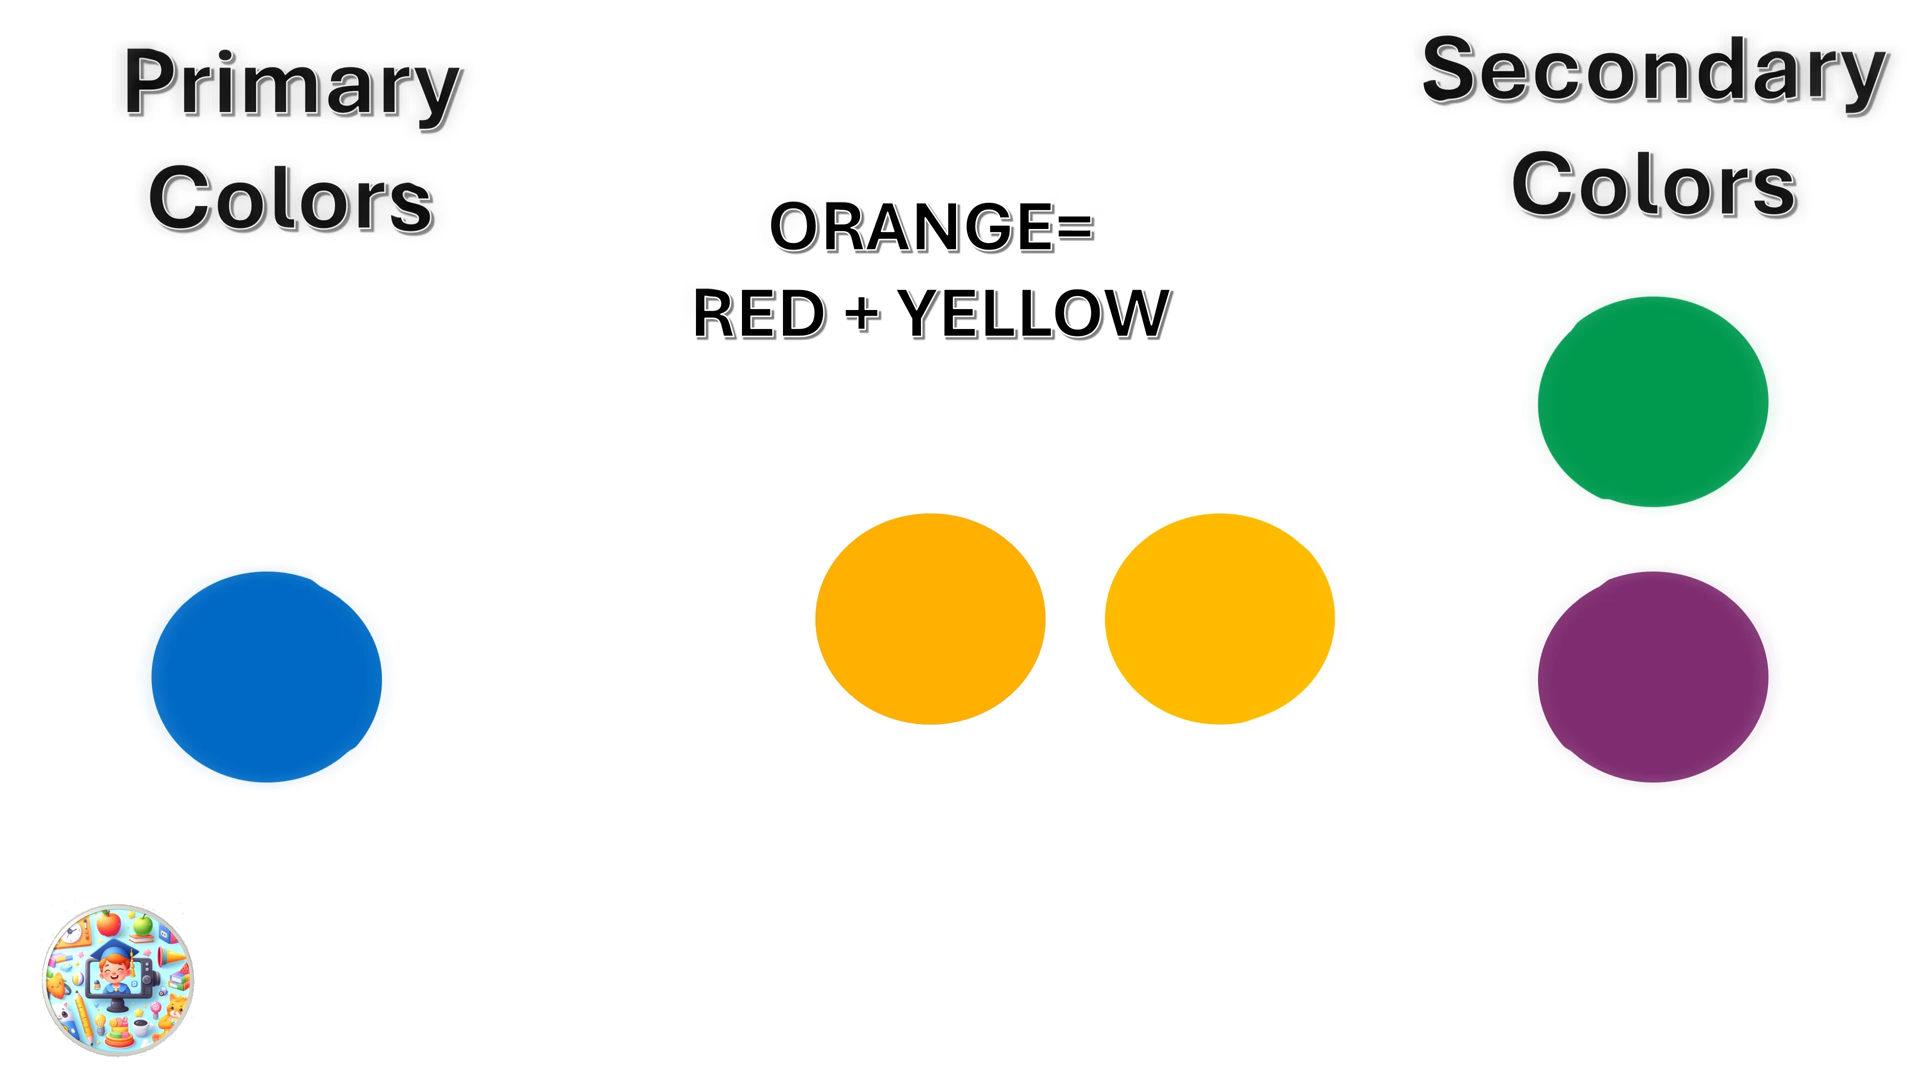 Primary
Colors
ORANGE=
RED + YELLOW
Secondary
Colors